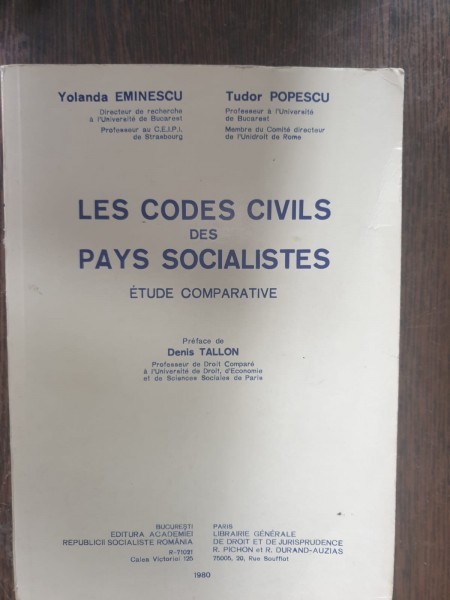 Yolanda EMINESCU
Directeur de recherche
à l'Université de Bucarest
Professeur au C.E.I.P.I.
de Strasbourg
Tudor POPESCU
Professeur à l'Université
de Bucarest
Membre du Comité directeur
de l'Unidroit de Rome
LES CODES CIVILS
DES
PAYS SOCIALISTES
ÉTUDE COMPARATIVE
Préface de
Denis TALLON
Professeur de Droit Comparé
à l'Université de Droit, d'Economie
et de Sciences Sociales de Paris
BUCUREŞTI
EDITURA ACADEMIEI
REPUBLICII SOCIALISTE ROMÂNIA
R-71021
Calea Victoriei 125
PARIS
LIBRAIRIE GÉNÉRALE
DE DROIT ET DE JURISPRUDENCE
R. PICHON et R. DURAND-AUZIAS
75005, 20, Rue Soufflot
1980